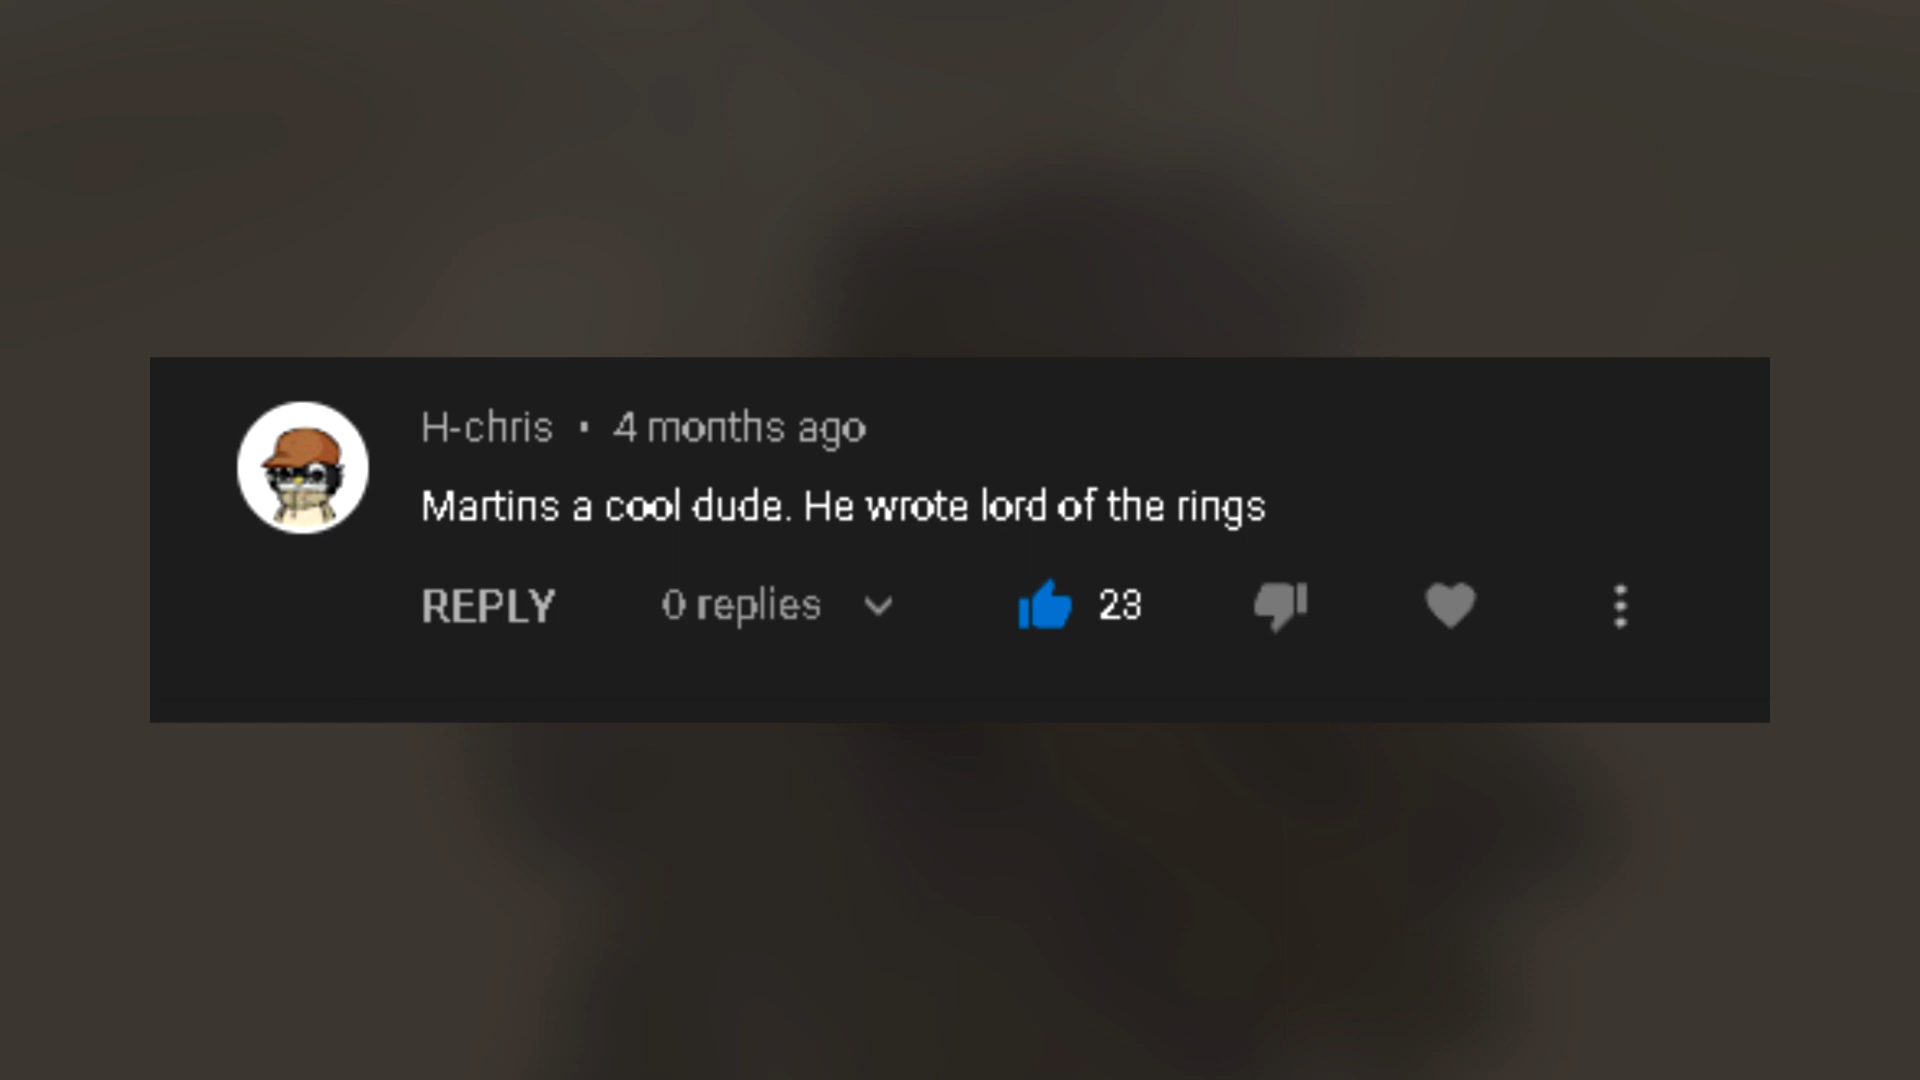 H-chris · 4 months ago
Martins a cool dude. He wrote lord of the rings
REPLY 0 replies 23